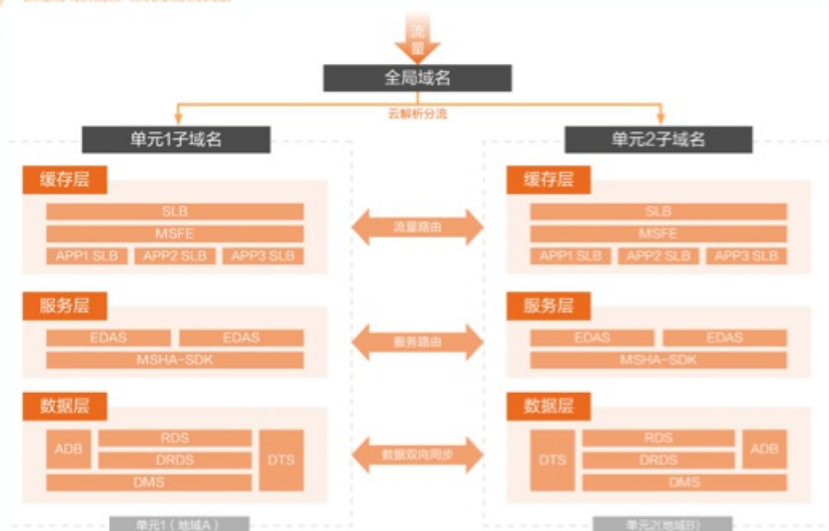 流量
全局域名
云解析分流
单元1子域名
单元2子域名
缓存层
SLB
MSFE
APP1 SLB APP2 SLB APP3 SLB
流量路由
缓存层
SLB
MSFE
APP1 SLB APP2 SLB APP3 SLB
服务层
EDAS EDAS
MSHA-SDK
服务路由
服务层
EDAS EDAS
MSHA-SDK
数据层
ADB
RDS
DRDS
DTS
DMS
数据双向同步
数据层
DTS
RDS
DRDS
ADB
DMS
单元1（地域A）
单元2(地域B)